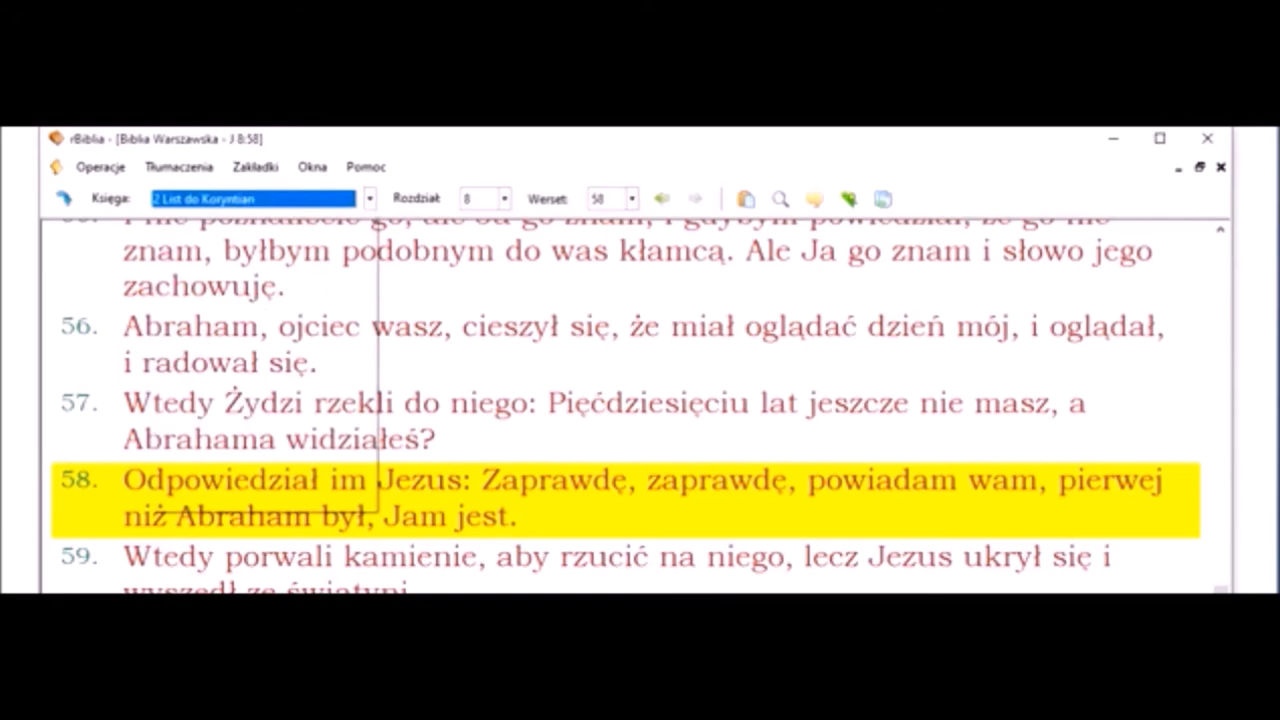 rBiblia - [Biblia Warszawska - J 8:58]
Operacje Tłumaczenia Zakładki Okna Pomoc
Księga: 2 List do Koryntian Rozdział 8 Werset: 58
znam, byłbym podobnym do was kłamcą. Ale Ja go znam i słowo jego
zachowuję.
56. Abraham, ojciec wasz, cieszył się, że miał oglądać dzień mój, i oglądał,
i radował się.
57. Wtedy Żydzi rzekli do niego: Pięćdziesięciu lat jeszcze nie masz, a
Abrahama widziałeś?
58. Odpowiedział im Jezus: Zaprawdę, zaprawdę, powiadam wam, pierwej
niż Abraham był, Jam jest.
59. Wtedy porwali kamienie, aby rzucić na niego, lecz Jezus ukrył się i
wyszedł ze świątyni.